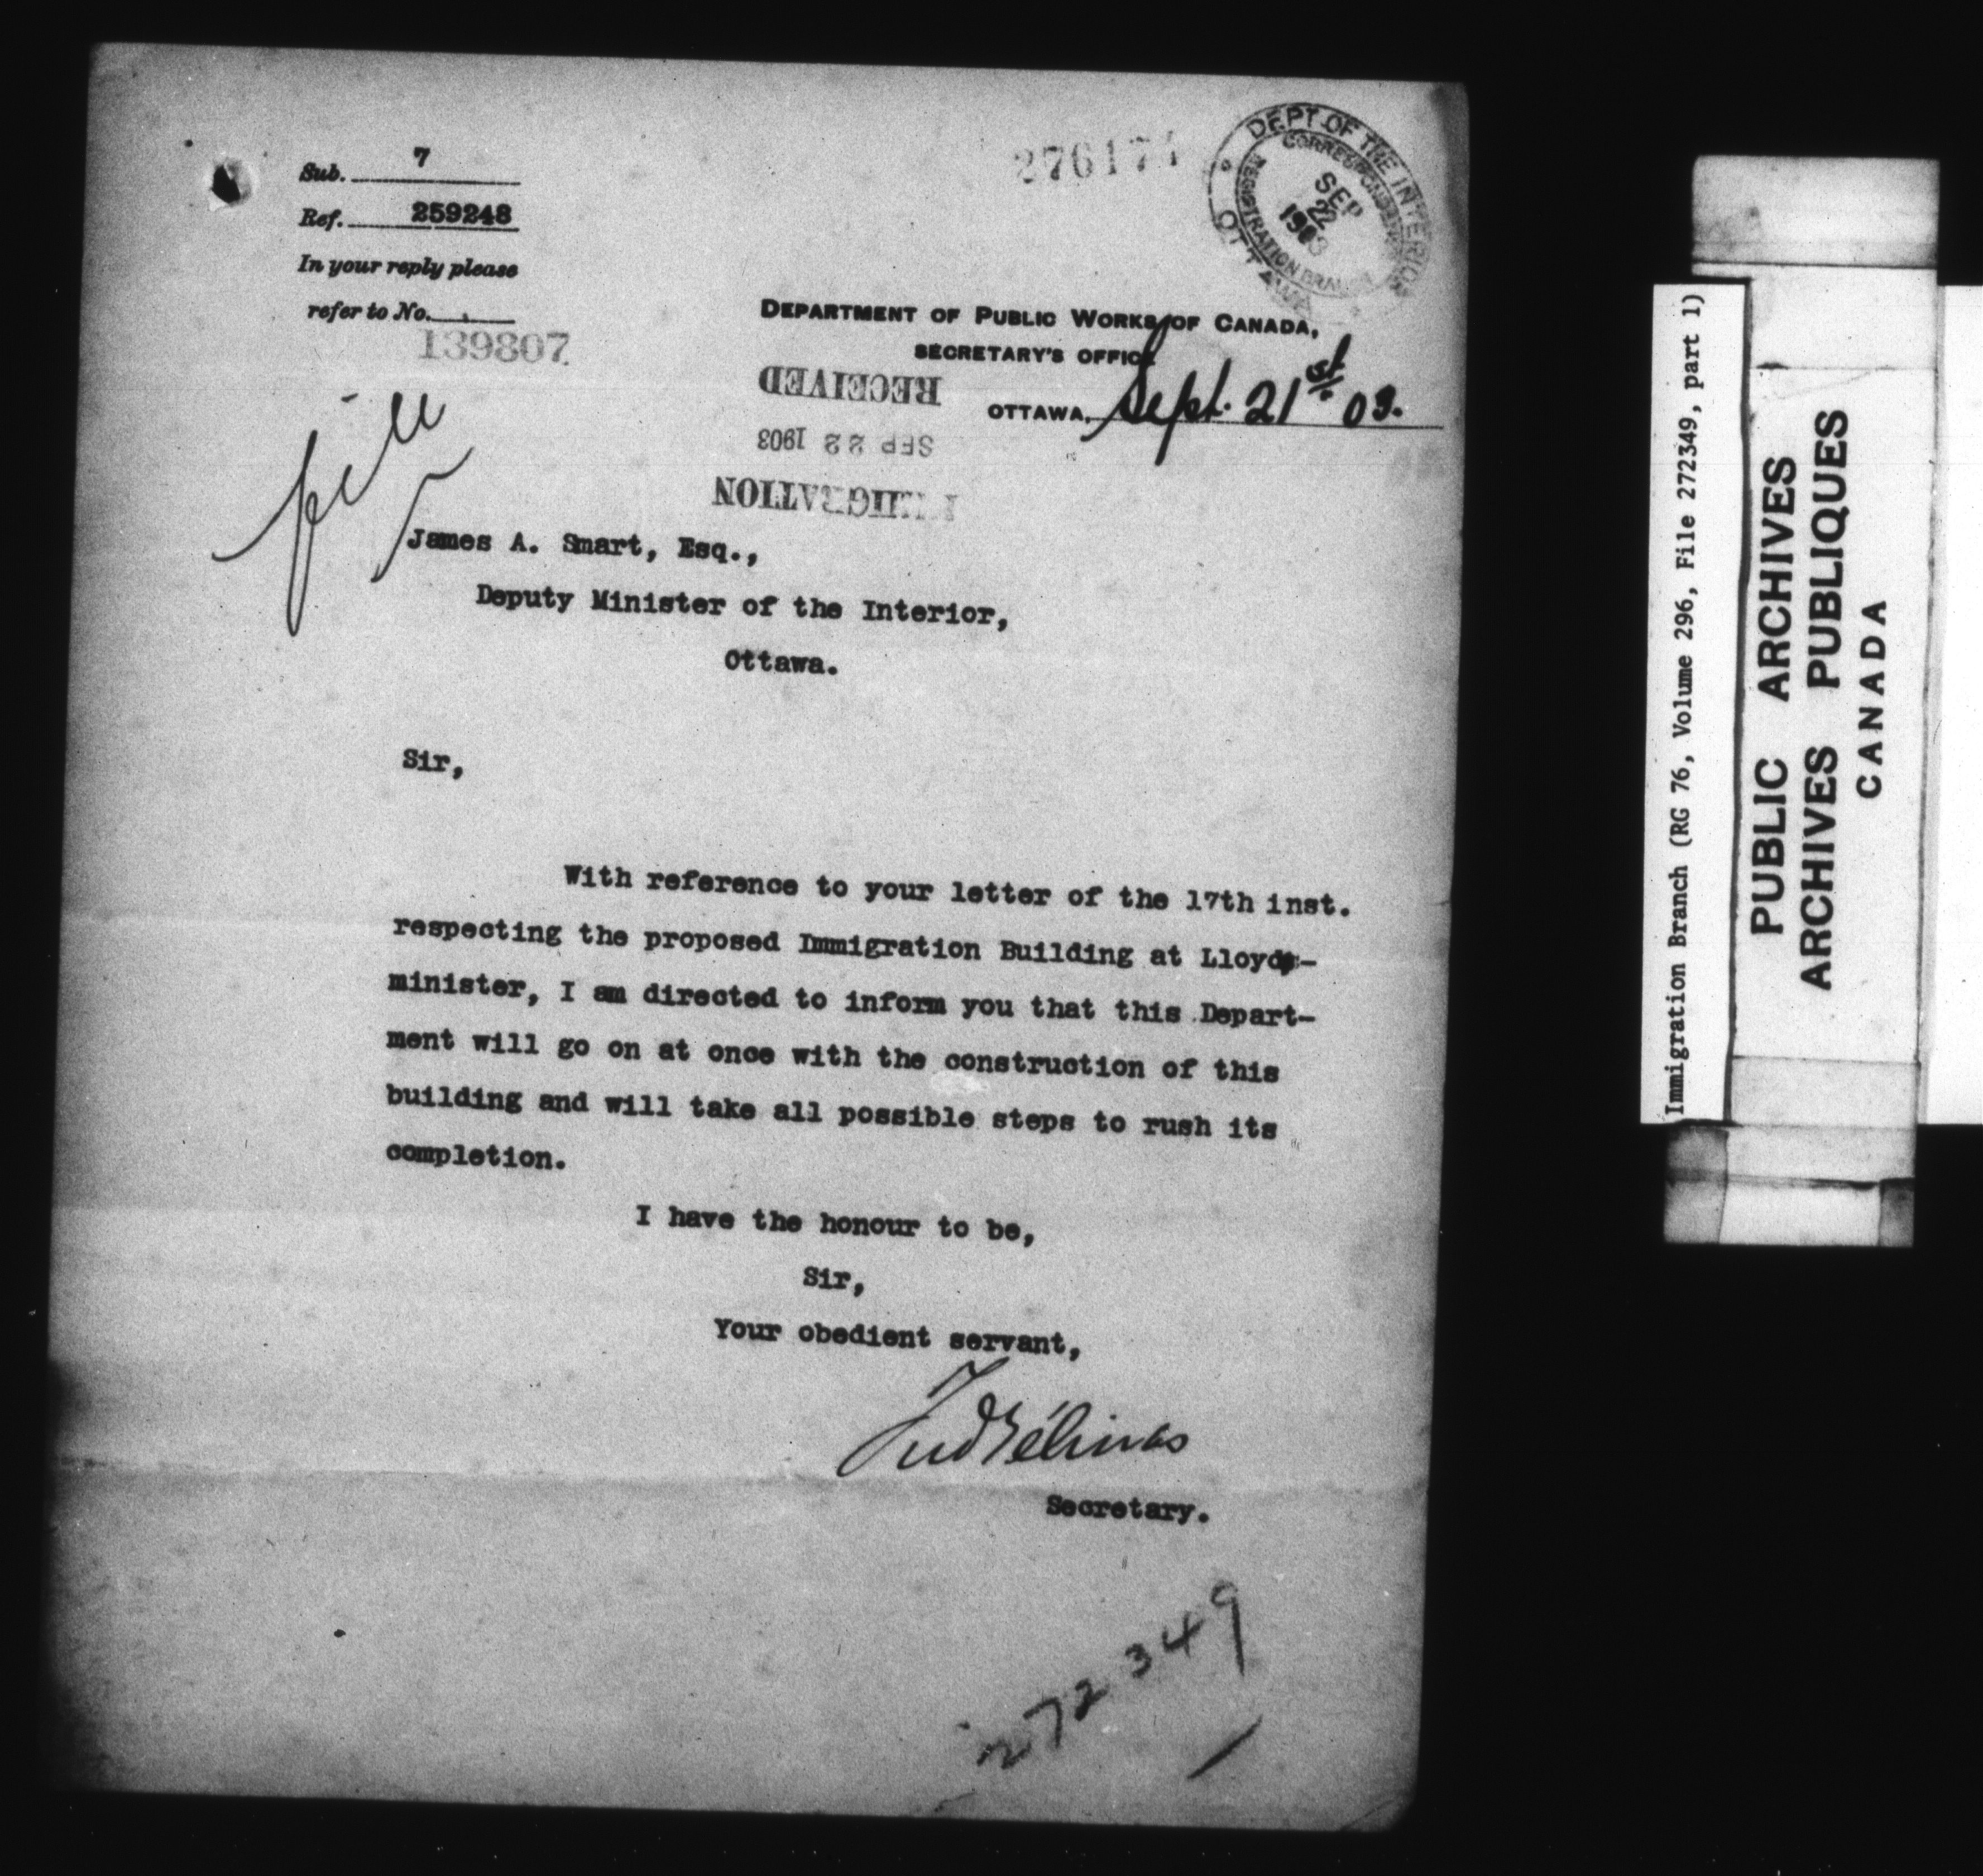 Sub. 7
Ref. 259248
In your reply please
refer to No.
139807
DEPT. OF THE INTERIOR
CORRESPONDENCE
REGISTRATION BRANCH
SEP
22
1903
OTTAWA
DEPARTMENT OF PUBLIC WORKS OF CANADA,
SECRETARY'S OFFICE
OTTAWA, Sept. 21st 03.
RECEIVED
SEP 22 1903
IMMIGRATION
file
James A. Smart, Esq.,
Deputy Minister of the Interior,
Ottawa.
Sir,
With reference to your letter of the 17th inst.
respecting the proposed Immigration Building at Lloyd-
minister, I am directed to inform you that this Depart-
ment will go on at once with the construction of this
building and will take all possible steps to rush its
completion.
I have the honour to be,
Sir,
Your obedient servant,
Fred Gélinas
Secretary.
272349
Immigration Branch (RG 76, Volume 296, File 272349, part 1)
PUBLIC ARCHIVES
ARCHIVES PUBLIQUES
CANADA